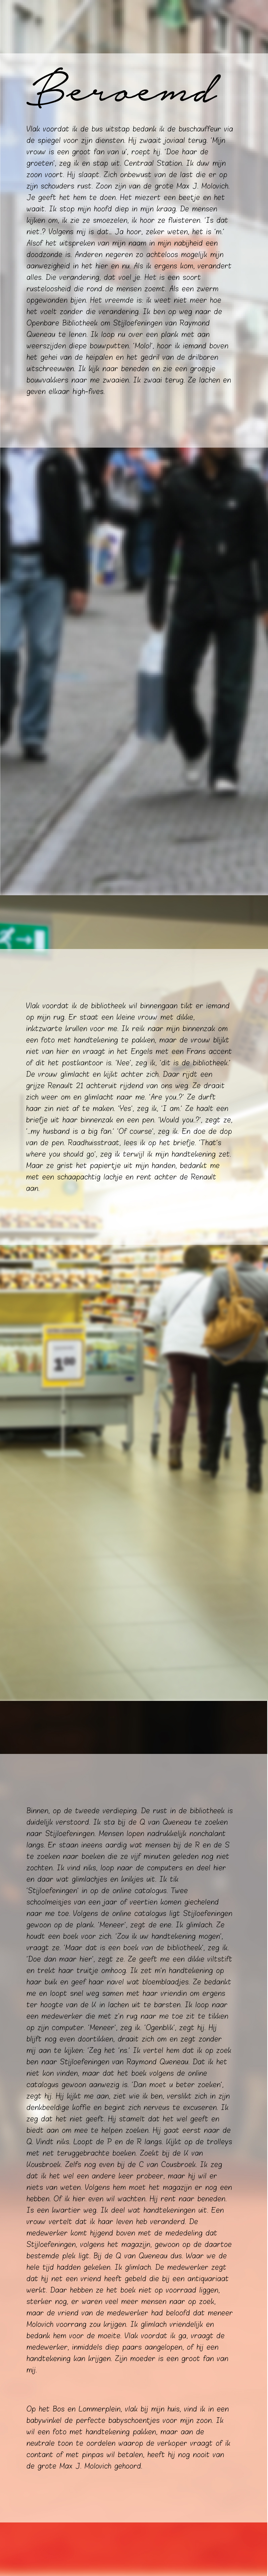 Beroemd
Vlak voordat ik de bus uitstap bedank ik de buschauffeur via
de spiegel voor zijn diensten. Hij zwaait joviaal terug. 'Mijn
vrouw is een groot fan van u', roept hij. 'Doe haar de
groeten', zeg ik en stap uit. Centraal Station. Ik duw mijn
zoon voort. Hij slaapt. Zich onbewust van de last die er op
zijn schouders rust. Zoon zijn van de grote Max J. Molovich.
Je geeft het hem te doen. Het miezert een beetje en het
waait. Ik stop mijn hoofd diep in mijn kraag. De mensen
kijken om, ik zie ze smoezelen, ik hoor ze fluisteren. 'Is dat
niet..? Volgens mij is dat... Ja hoor, zeker weten, het is 'm.'
Alsof het uitspreken van mijn naam in mijn nabijheid een
doodzonde is. Anderen negeren zo achteloos mogelijk mijn
aanwezigheid in het hier en nu. Als ik ergens kom, verandert
alles. Die verandering, dat voel je. Het is een soort
rusteloosheid die rond de mensen zoemt. Als een zwerm
opgewonden bijen. Het vreemde is: ik weet niet meer hoe
het voelt zonder die verandering. Ik ben op weg naar de
Openbare Bibliotheek om Stijloefeningen van Raymond
Queneau te lenen. Ik loop nu over een plank met aan
weerszijden diepe bouwputten. 'Molo!', hoor ik iemand boven
het gehei van de heipalen en het gedril van de drilboren
uitschreeuwen. Ik kijk naar beneden en zie een groepje
bouwvakkers naar me zwaaien. Ik zwaai terug. Ze lachen en
geven elkaar high-fives.
Vlak voordat ik de bibliotheek wil binnengaan tikt er iemand
op mijn rug. Er staat een kleine vrouw met dikke,
inktzwarte krullen voor me. Ik reik naar mijn binnenzak om
een foto met handtekening te pakken, maar de vrouw blijkt
niet van hier en vraagt in het Engels met een Frans accent
of dit het postkantoor is. 'Nee', zeg ik, 'dit is de bibliotheek.'
De vrouw glimlacht en kijkt achter zich. Daar rijdt een
grijze Renault 21 achteruit rijdend van ons weg. Ze draait
zich weer om en glimlacht naar me. 'Are you..?' Ze durft
haar zin niet af te maken. 'Yes', zeg ik, 'I am.' Ze haalt een
briefje uit haar binnenzak en een pen. 'Would you..?', zegt ze,
'...my husband is a big fan.' 'Of course', zeg ik. En doe de dop
van de pen. Raadhuisstraat, lees ik op het briefje. 'That's
where you should go', zeg ik terwijl ik mijn handtekening zet.
Maar ze grist het papiertje uit mijn handen, bedankt me
met een schaapachtig lachje en rent achter de Renault
aan.
Binnen, op de tweede verdieping. De rust in de bibliotheek is
duidelijk verstoord. Ik sta bij de Q van Queneau te zoeken
naar Stijloefeningen. Mensen lopen nadrukkelijk nonchalant
langs. Er staan ineens aardig wat mensen bij de R en de S
te zoeken naar boeken die ze vijf minuten geleden nog niet
zochten. Ik vind niks, loop naar de computers en deel hier
en daar wat glimlachjes en knikjes uit. Ik tik
'Stijloefeningen' in op de online catalogus. Twee
schoolmeisjes van een jaar of veertien komen giechelend
naar me toe. Volgens de online catalogus ligt Stijloefeningen
gewoon op de plank. 'Meneer', zegt de ene. Ik glimlach. Ze
houdt een boek voor zich. 'Zou ik uw handtekening mogen',
vraagt ze. 'Maar dat is een boek van de bibliotheek', zeg ik.
'Doe dan maar hier', zegt ze. Ze geeft me een dikke viltstift
en trekt haar truitje omhoog. Ik zet m'n handtekening op
haar buik en geef haar navel wat bloemblaadjes. Ze bedankt
me en loopt snel weg samen met haar vriendin om ergens
ter hoogte van de K in lachen uit te barsten. Ik loop naar
een medewerker die met z'n rug naar me toe zit te tikken
op zijn computer. 'Meneer', zeg ik. 'Ogenblik', zegt hij. Hij
blijft nog even doortikken, draait zich om en zegt zonder
mij aan te kijken: 'Zeg het 'ns.' Ik vertel hem dat ik op zoek
ben naar Stijloefeningen van Raymond Queneau. Dat ik het
niet kon vinden, maar dat het boek volgens de online
catalogus gewoon aanwezig is. 'Dan moet u beter zoeken',
zegt hij. Hij kijkt me aan, ziet wie ik ben, verslikt zich in zijn
denkbeeldige koffie en begint zich nerveus te excuseren. Ik
zeg dat het niet geeft. Hij stamelt dat het wel geeft en
biedt aan om mee te helpen zoeken. Hij gaat eerst naar de
Q. Vindt niks. Loopt de P en de R langs. Kijkt op de trolleys
met net teruggebrachte boeken. Zoekt bij de K van
Kousbroek. Zelfs nog even bij de C van Cousbroek. Ik zeg
dat ik het wel een andere keer probeer, maar hij wil er
niets van weten. Volgens hem moet het magazijn er nog een
hebben. Of ik hier even wil wachten. Hij rent naar beneden.
Is een kwartier weg. Ik deel wat handtekeningen uit. Een
vrouw vertelt dat ik haar leven heb veranderd. De
medewerker komt hijgend boven met de mededeling dat
Stijloefeningen, volgens het magazijn, gewoon op de daartoe
bestemde plek ligt. Bij de Q van Queneau dus. Waar we de
hele tijd hadden gekeken. Ik glimlach. De medewerker zegt
dat hij net een vriend heeft gebeld die bij een antiquariaat
werkt. Daar hebben ze het boek niet op voorraad liggen,
sterker nog, er waren veel meer mensen naar op zoek,
maar de vriend van de medewerker had beloofd dat meneer
Molovich voorrang zou krijgen. Ik glimlach vriendelijk en
bedank hem voor de moeite. Vlak voordat ik ga, vraagt de
medewerker, inmiddels diep paars aangelopen, of hij een
handtekening kan krijgen. Zijn moeder is een groot fan van
mij.
Op het Bos en Lommerplein, vlak bij mijn huis, vind ik in een
babywinkel de perfecte babyschoentjes voor mijn zoon. Ik
wil een foto met handtekening pakken, maar aan de
neutrale toon te oordelen waarop de verkoper vraagt of ik
contant of met pinpas wil betalen, heeft hij nog nooit van
de grote Max J. Molovich gehoord.